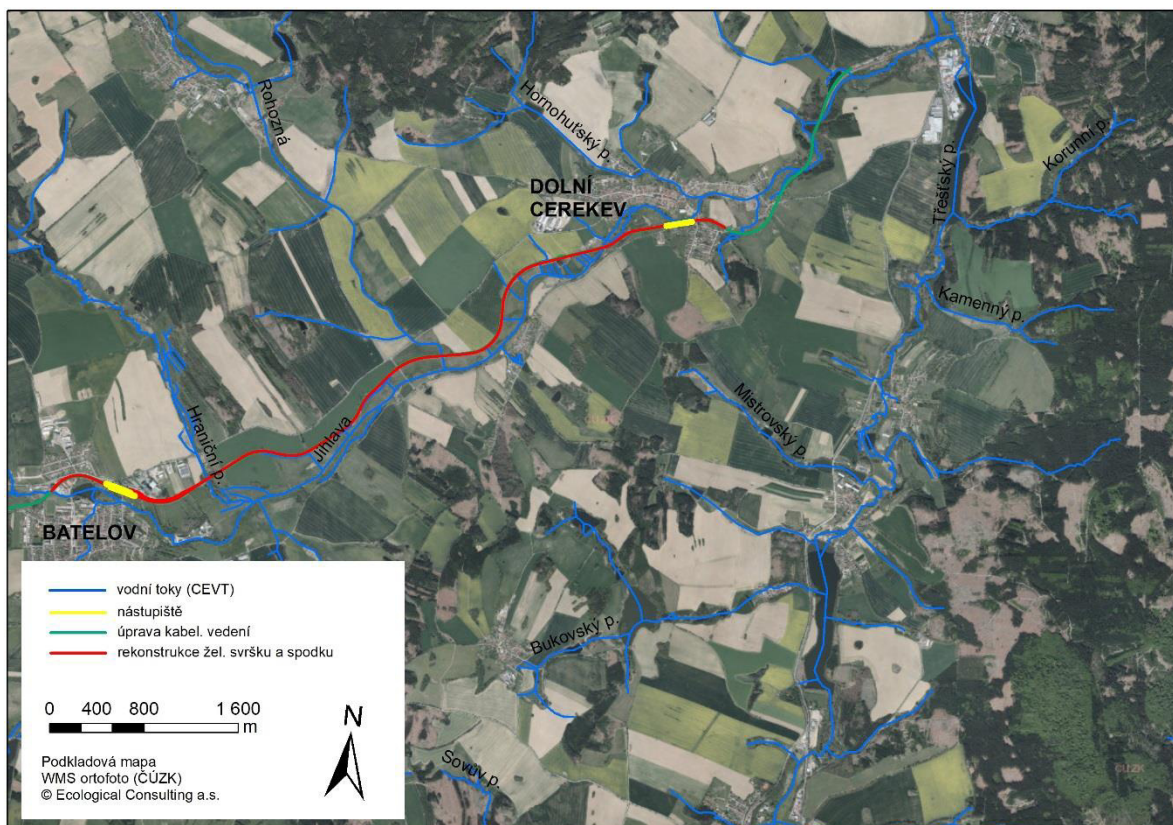 Rohozná
Hornohuťský p.
Korunní p.
Třešťský p.
DOLNÍ
CEREKEV
Kamenný p.
Mistrovský p.
Jihlava
Hraniční p.
BATELOV
Bukovský p.
Sovův p.
vodní toky (CEVT)
nástupiště
úprava kabel. vedení
rekonstrukce žel. svršku a spodku
0 400 800 1 600
m
N
Podkladová mapa
WMS ortofoto (ČÚZK)
© Ecological Consulting a.s.
ČÚZK